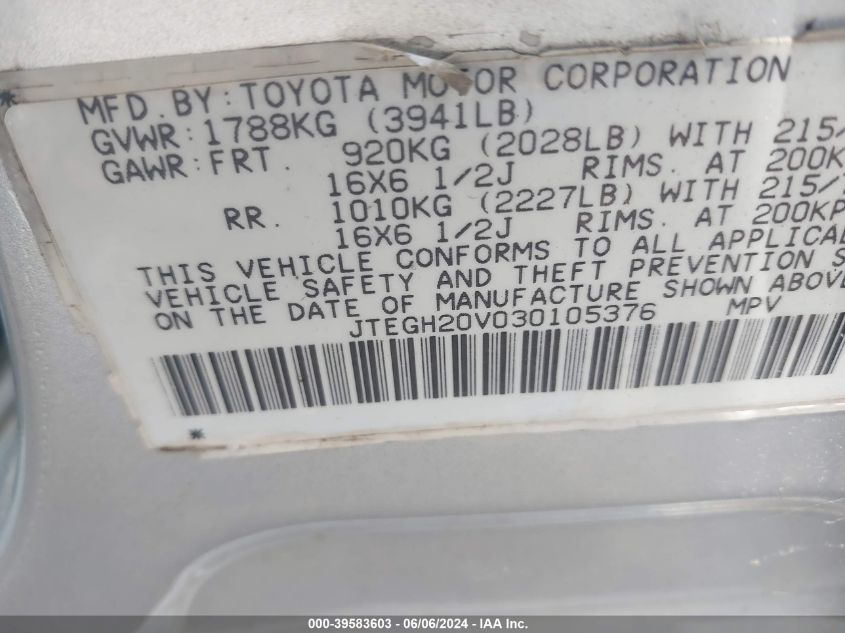 *
MFD. BY: TOYOTA MOTOR CORPORATION
GVWR: 1788KG (3941LB)
GAWR: FRT. 920KG (2028LB) WITH 215/
16X6 1/2J RIMS. AT 200K
RR. 1010KG (2227LB) WITH 215/
16X6 1/2J RIMS. AT 200KP
THIS VEHICLE CONFORMS TO ALL APPLICA
VEHICLE SAFETY AND THEFT PREVENTION S
ON THE DATE OF MANUFACTURE SHOWN ABOVE
JTEGH20V030105376 MPV
*
000-39583603 - 06/06/2024 - IAA Inc.